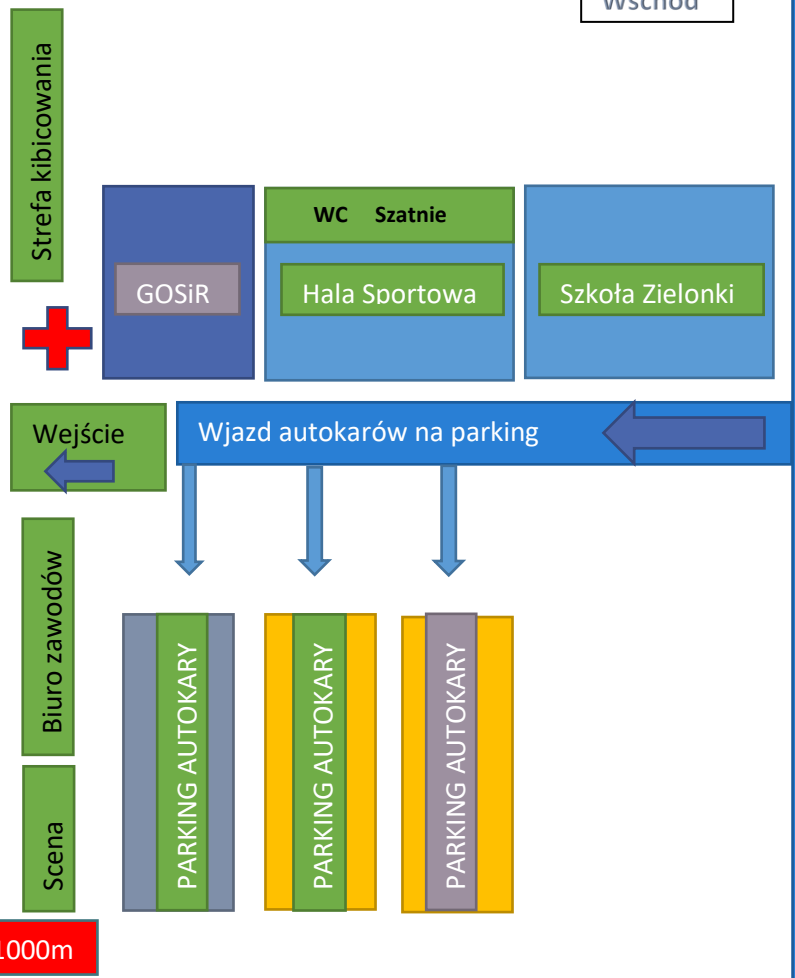 Wschód
Strefa kibicowania
WC Szatnie
GOSiR
Hala Sportowa
Szkoła Zielonki
Wejście
Wjazd autokarów na parking
Biuro zawodów
PARKING AUTOKARY
PARKING AUTOKARY
PARKING AUTOKARY
Scena
1000m